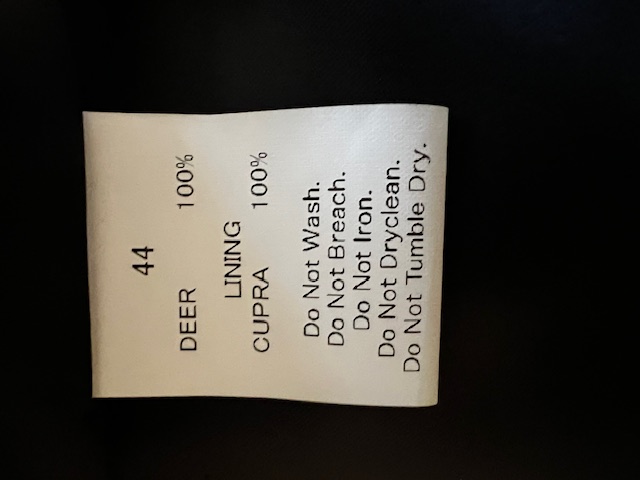 44
DEER 100%
LINING
CUPRA 100%
Do Not Wash.
Do Not Breach.
Do Not Iron.
Do Not Dryclean.
Do Not Tumble Dry.